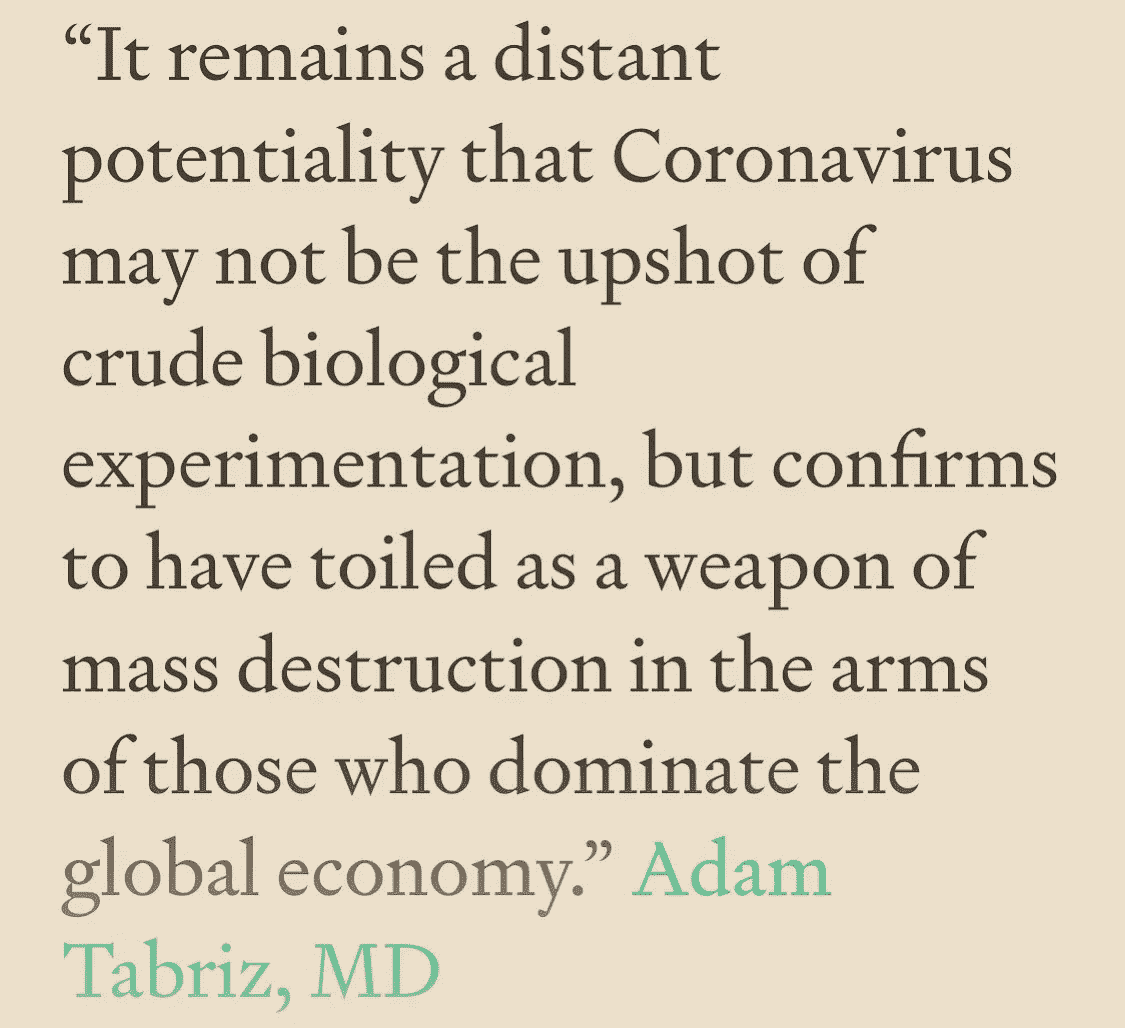 “It remains a distant
potentiality that Coronavirus
may not be the upshot of
crude biological
experimentation, but confirms
to have toiled as a weapon of
mass destruction in the arms
of those who dominate the
global economy.” Adam
Tabriz, MD